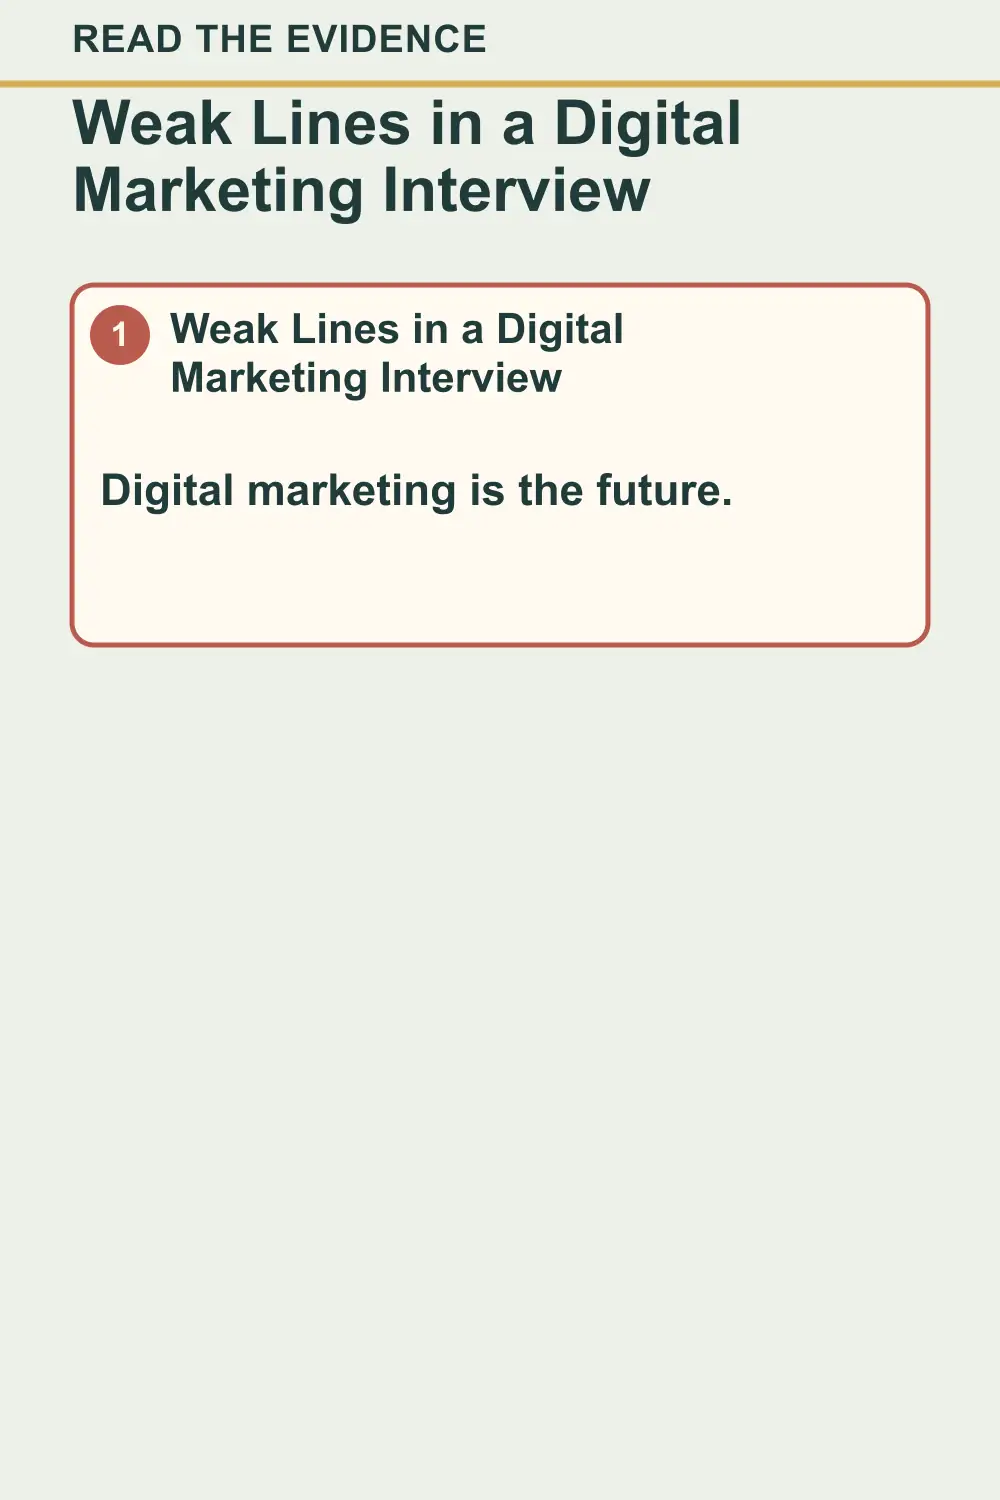 READ THE EVIDENCE
Weak Lines in a Digital
Marketing Interview
1
Weak Lines in a Digital
Marketing Interview
Digital marketing is the future.